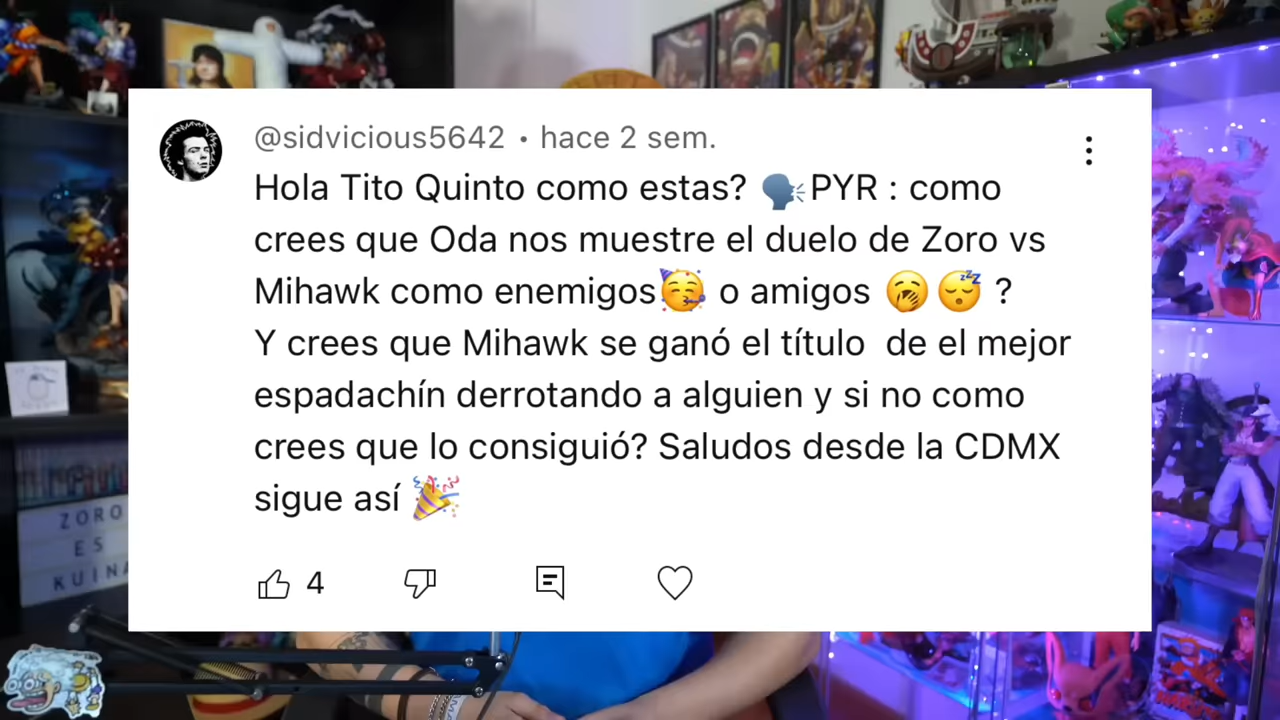 @sidvicious5642 • hace 2 sem.
Hola Tito Quinto como estas? 🗣️PYR : como
crees que Oda nos muestre el duelo de Zoro vs
Mihawk como enemigos🥳 o amigos 🥱😴 ?
Y crees que Mihawk se ganó el título de el mejor
espadachín derrotando a alguien y si no como
crees que lo consiguió? Saludos desde la CDMX
sigue así 🎉
4
ZORO
ES
KUINA